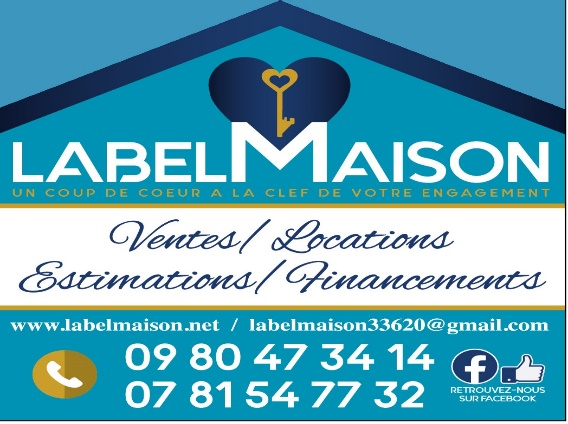 LABELMAISON
UN COUP DE COEUR A LA CLEF DE VOTRE ENGAGEMENT
Ventes/ Locations
Estimations/ Financements
www.labelmaison.net / labelmaison33620@gmail.com
09 80 47 34 14
07 81 54 77 32
f
RETROUVEZ-NOUS
SUR FACEBOOK